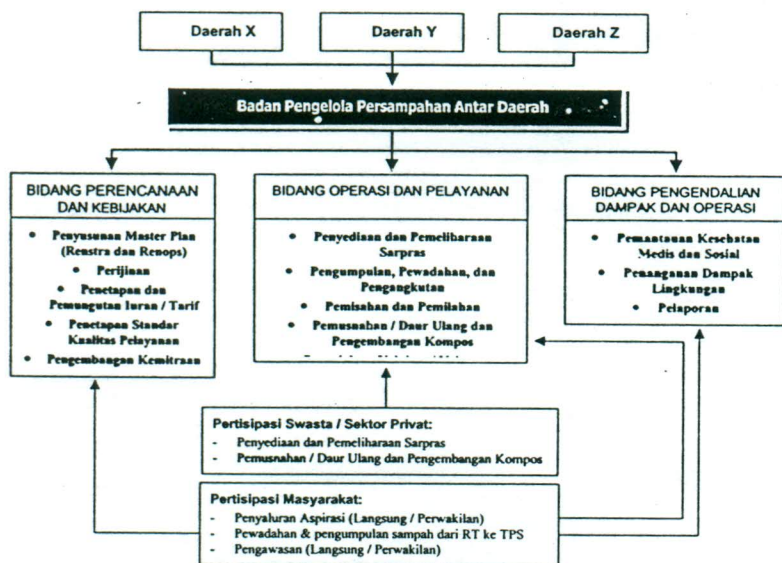 Daerah X
Daerah Y
Daerah Z
Badan Pengelola Persampahan Antar Daerah
BIDANG PERENCANAAN
DAN KEBIJAKAN
• Penyusunan Master Plan
(Renstra dan Renops)
• Perijinan
• Penetapan dan
Pemungutan Iuran / Tarif
• Penetapan Standar
Kualitas Pelayanan
• Pengembangan Kemitraan
BIDANG OPERASI DAN PELAYANAN
• Penyediaan dan Pemeliharaan
Sarpras
• Pengumpulan, Pewadahan, dan
Pengangkutan
• Pemisahan dan Pemilahan
• Pemusnahan / Daur Ulang dan
Pengembangan Kompos
BIDANG PENGENDALIAN
DAMPAK DAN OPERASI
• Pemantauan Kesehatan
Medis dan Sosial
• Penanganan Dampak
Lingkungan
• Pelaporan
Pertisipasi Swasta / Sektor Privat:
- Penyediaan dan Pemeliharaan Sarpras
- Pemusnahan / Daur Ulang dan Pengembangan Kompos
Pertisipasi Masyarakat:
- Penyaluran Aspirasi (Langsung / Perwakilan)
- Pewadahan & pengumpulan sampah dari RT ke TPS
- Pengawasan (Langsung / Perwakilan)